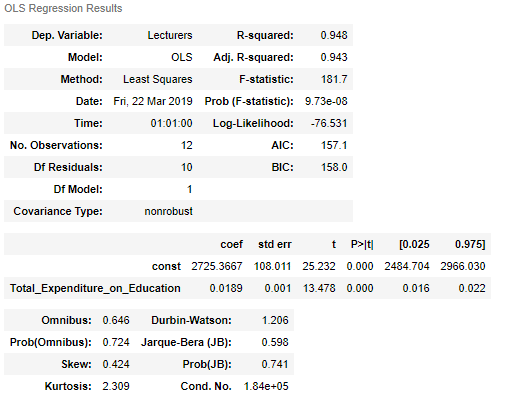 OLS Regression Results
Dep. Variable: Lecturers R-squared: 0.948
Model: OLS Adj. R-squared: 0.943
Method: Least Squares F-statistic: 181.7
Date: Fri, 22 Mar 2019 Prob (F-statistic): 9.73e-08
Time: 01:01:00 Log-Likelihood: -76.531
No. Observations: 12 AIC: 157.1
Df Residuals: 10 BIC: 158.0
Df Model: 1
Covariance Type: nonrobust
coef std err t P>|t| [0.025 0.975]
const 2725.3667 108.011 25.232 0.000 2484.704 2966.030
Total_Expenditure_on_Education 0.0189 0.001 13.478 0.000 0.016 0.022
Omnibus: 0.646 Durbin-Watson: 1.206
Prob(Omnibus): 0.724 Jarque-Bera (JB): 0.598
Skew: 0.424 Prob(JB): 0.741
Kurtosis: 2.309 Cond. No. 1.84e+05